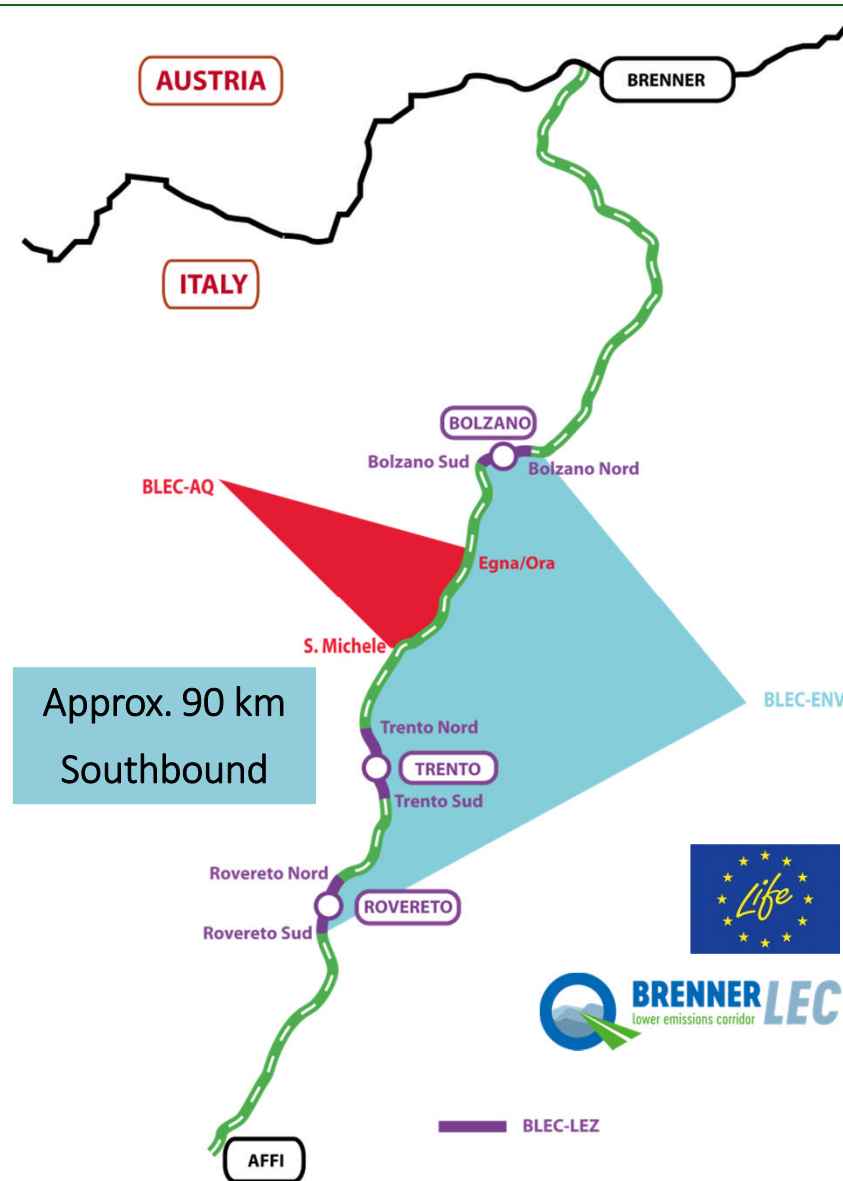 AUSTRIA
BRENNER
ITALY
BOLZANO
Bolzano Sud
Bolzano Nord
BLEC-AQ
Egna/Ora
S. Michele
Approx. 90 km
Southbound
BLEC-ENV
Trento Nord
TRENTO
Trento Sud
Rovereto Nord
ROVERETO
Rovereto Sud
Life
BRENNER LEC
lower emissions corridor
BLEC-LEZ
AFFI